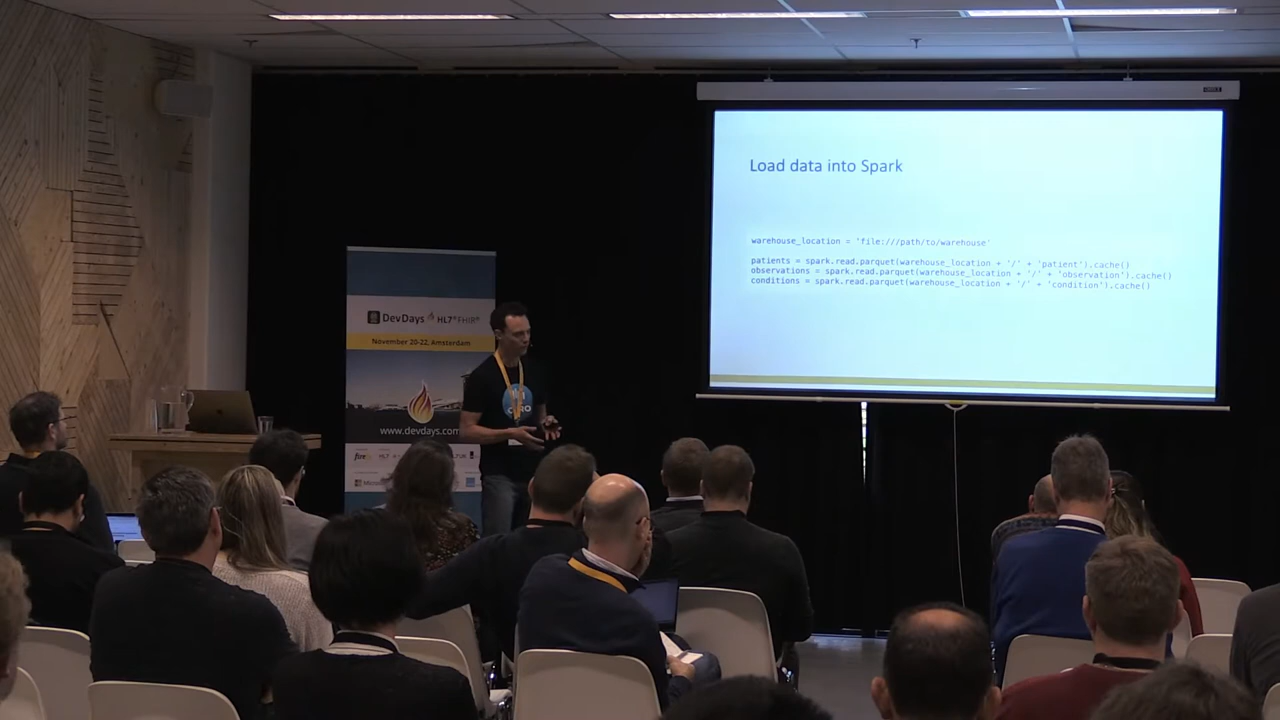 Load data into Spark
warehouse_location = 'file:///path/to/warehouse'
patients = spark.read.parquet(warehouse_location + '/' + 'patient').cache()
observations = spark.read.parquet(warehouse_location + '/' + 'observation').cache()
conditions = spark.read.parquet(warehouse_location + '/' + 'condition').cache()
DevDays HL7® FHIR®
November 20-22, Amsterdam
www.devdays.com